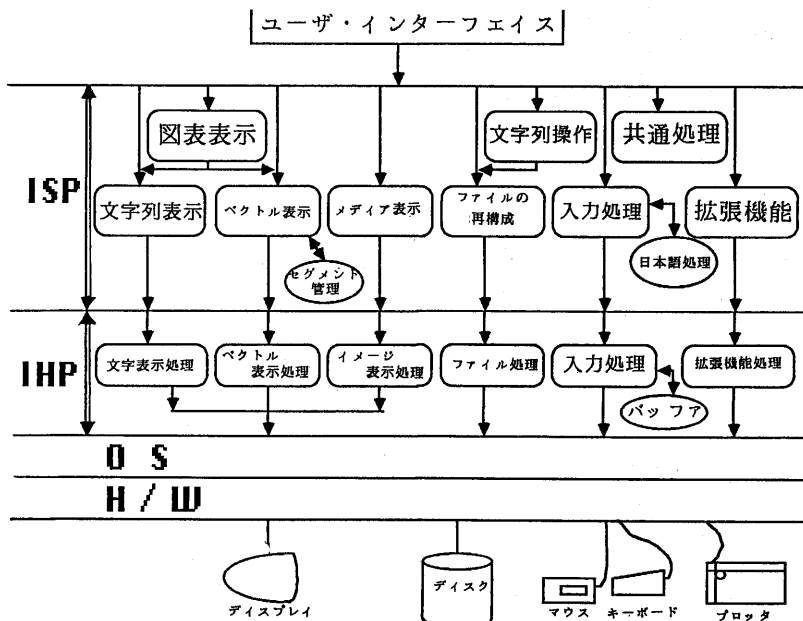 ユーザ・インターフェイス
図表表示
文字列操作
共通処理
ISP
文字列表示
ベクトル表示
メディア表示
ファイルの
再構成
入力処理
拡張機能
セグメント
管理
日本語処理
IHP
文字表示処理
ベクトル
表示処理
イメージ
表示処理
ファイル処理
入力処理
拡張機能処理
バッファ
OS
H/W
ディスプレイ
ディスク
マウス
キーボード
プロッタ